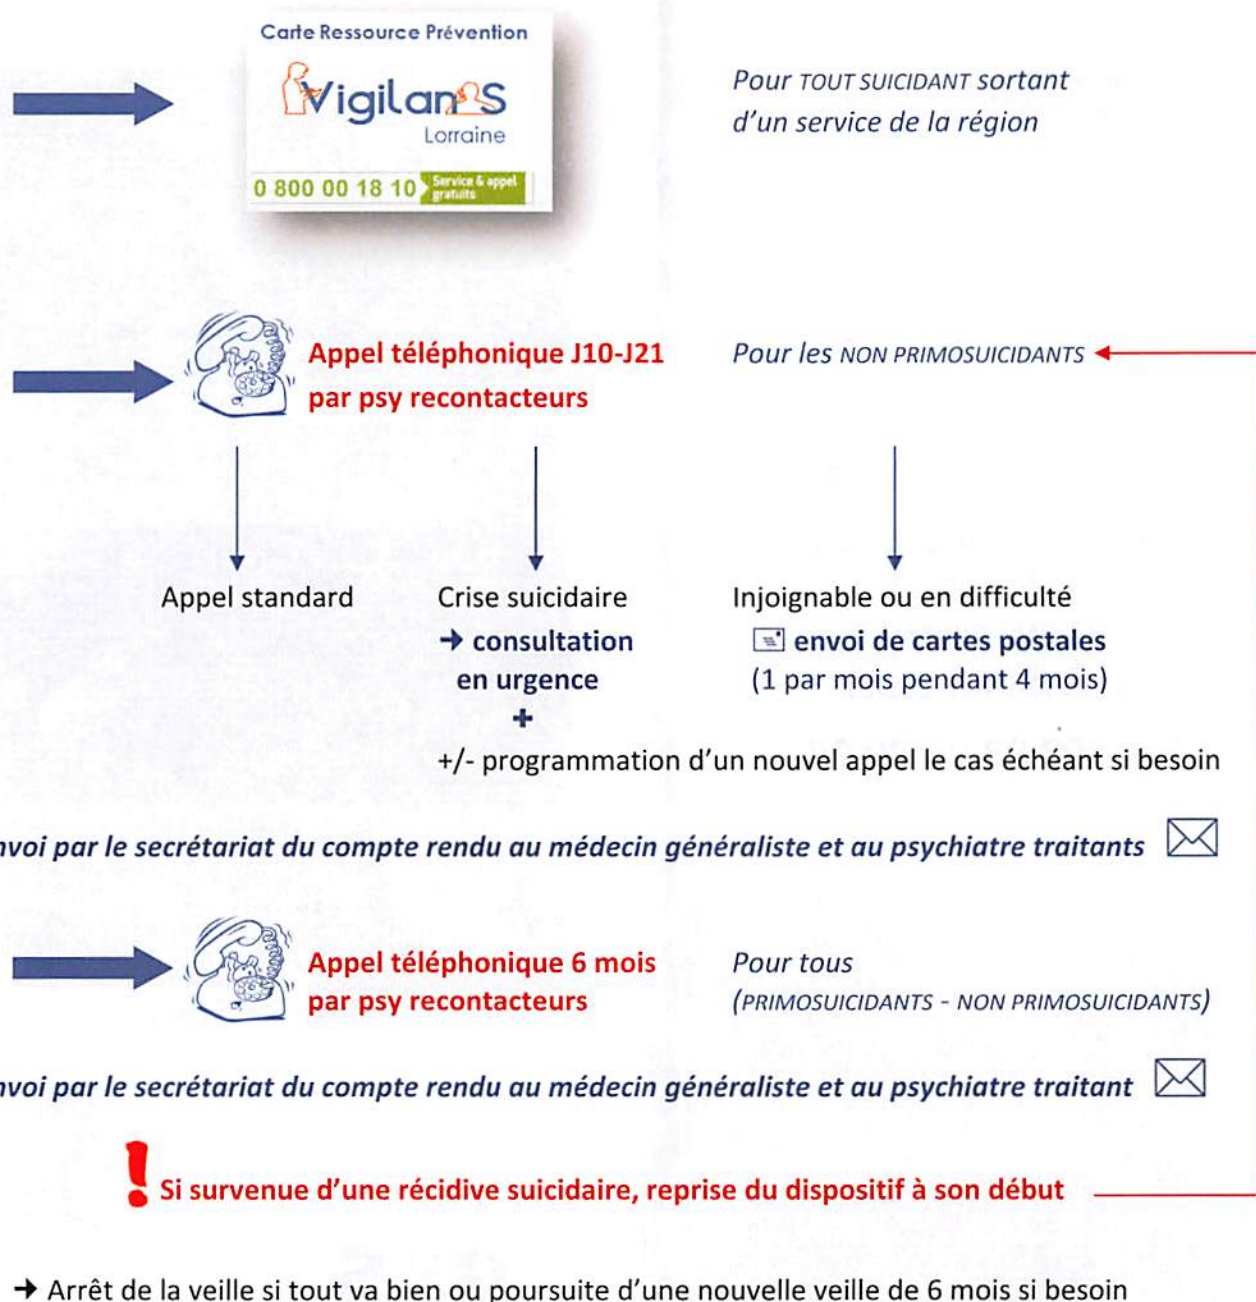 Carte Ressource Prévention
VigilanS
Lorraine
0 800 00 18 10 Service & appel gratuits
Pour TOUT SUICIDANT sortant
d'un service de la région
Appel téléphonique J10-J21
par psy recontacteurs
Pour les NON PRIMOSUICIDANTS
Appel standard
Crise suicidaire
→ consultation
en urgence
+
Injoignable ou en difficulté
envoi de cartes postales
(1 par mois pendant 4 mois)
+/- programmation d'un nouvel appel le cas échéant si besoin
nvoi par le secrétariat du compte rendu au médecin généraliste et au psychiatre traitants
Appel téléphonique 6 mois
par psy recontacteurs
Pour tous
(PRIMOSUICIDANTS - NON PRIMOSUICIDANTS)
nvoi par le secrétariat du compte rendu au médecin généraliste et au psychiatre traitant
! Si survenue d'une récidive suicidaire, reprise du dispositif à son début
→ Arrêt de la veille si tout va bien ou poursuite d'une nouvelle veille de 6 mois si besoin